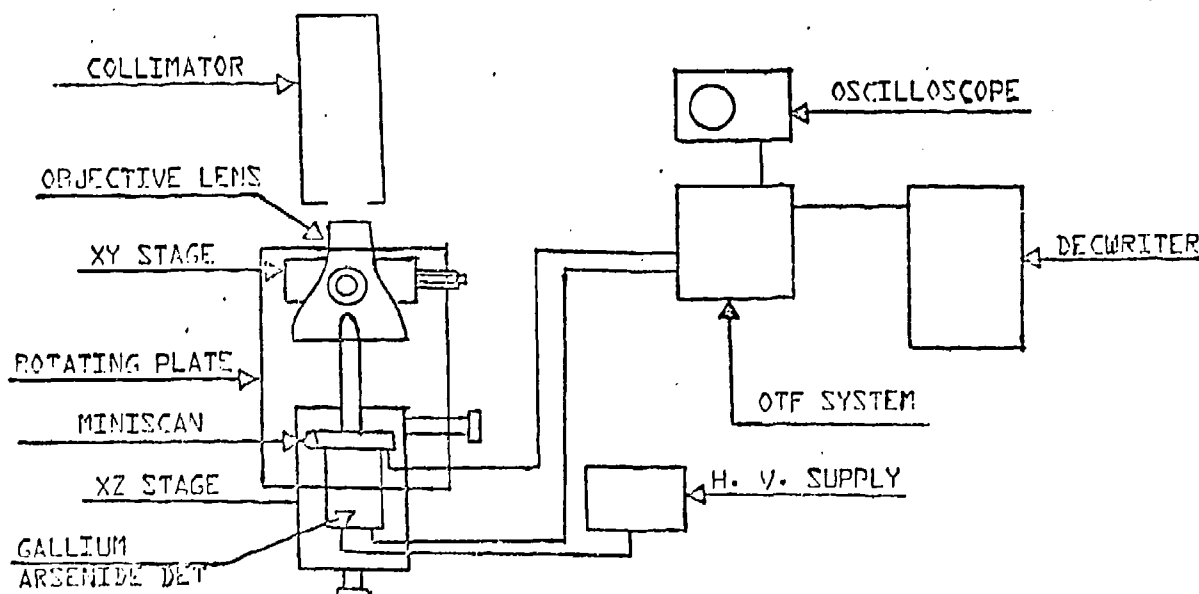 COLLIMATOR
OBJECTIVE LENS
XY STAGE
ROTATING PLATE
MINISCAN
XZ STAGE
GALLIUM
ARSENIDE DET
OSCILLOSCOPE
DECWRITER
OTF SYSTEM
H. V. SUPPLY